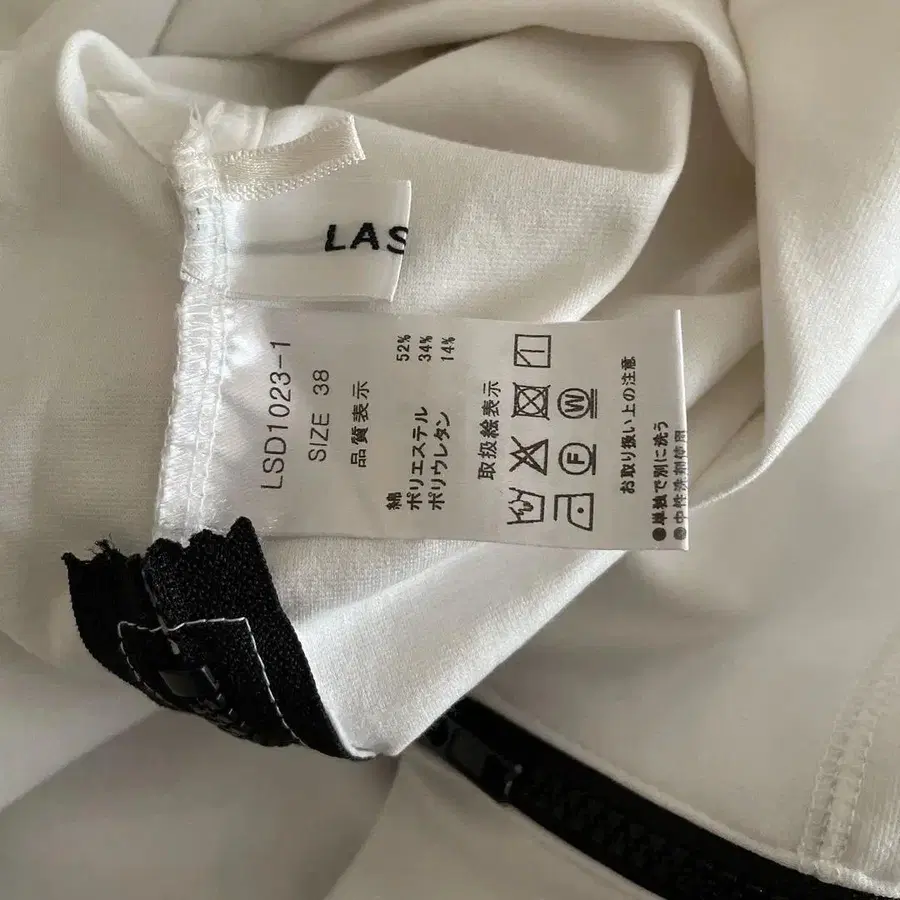 LAS
LSD1023-1
SIZE 38
品質表示
綿 52%
ポリエステル 34%
ポリウレタン 14%
取扱絵表示
F W
お取り扱い上の注意
●単独で別に洗う
●中性洗剤使用